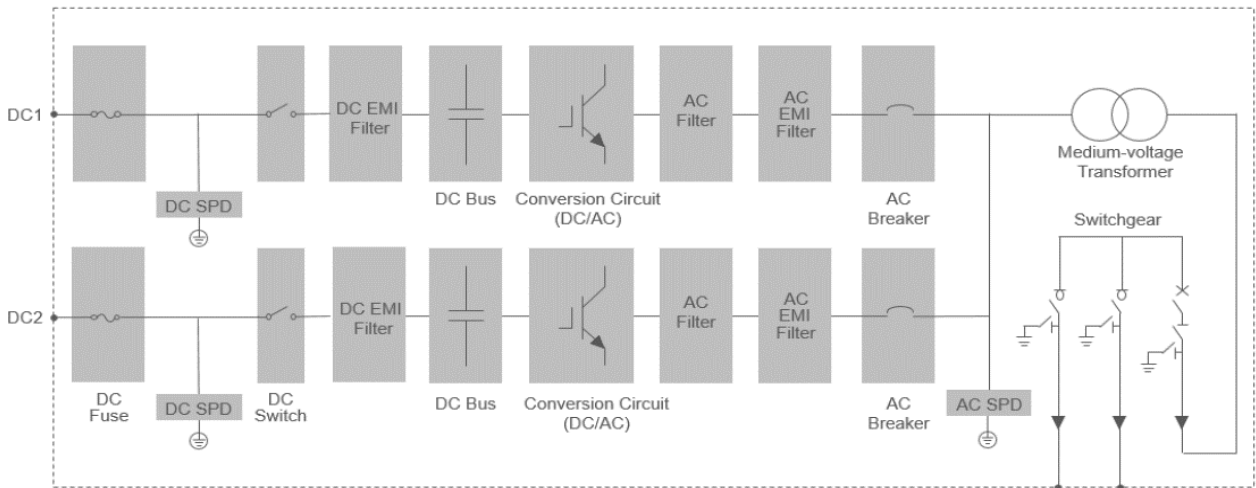 DC1
DC EMI
Filter
AC
Filter
AC
EMI
Filter
Medium-voltage
Transformer
DC SPD
DC Bus
Conversion Circuit
(DC/AC)
AC
Breaker
Switchgear
DC2
DC EMI
Filter
AC
Filter
AC
EMI
Filter
DC
Fuse
DC SPD
DC
Switch
DC Bus
Conversion Circuit
(DC/AC)
AC
Breaker
AC SPD